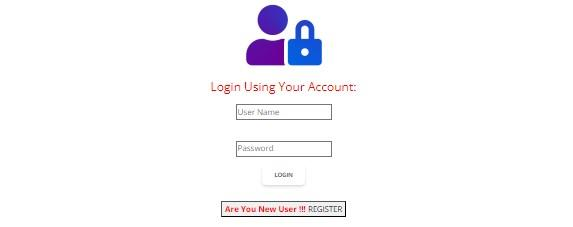 Login Using Your Account:
User Name
Password
LOGIN
Are You New User !!! REGISTER